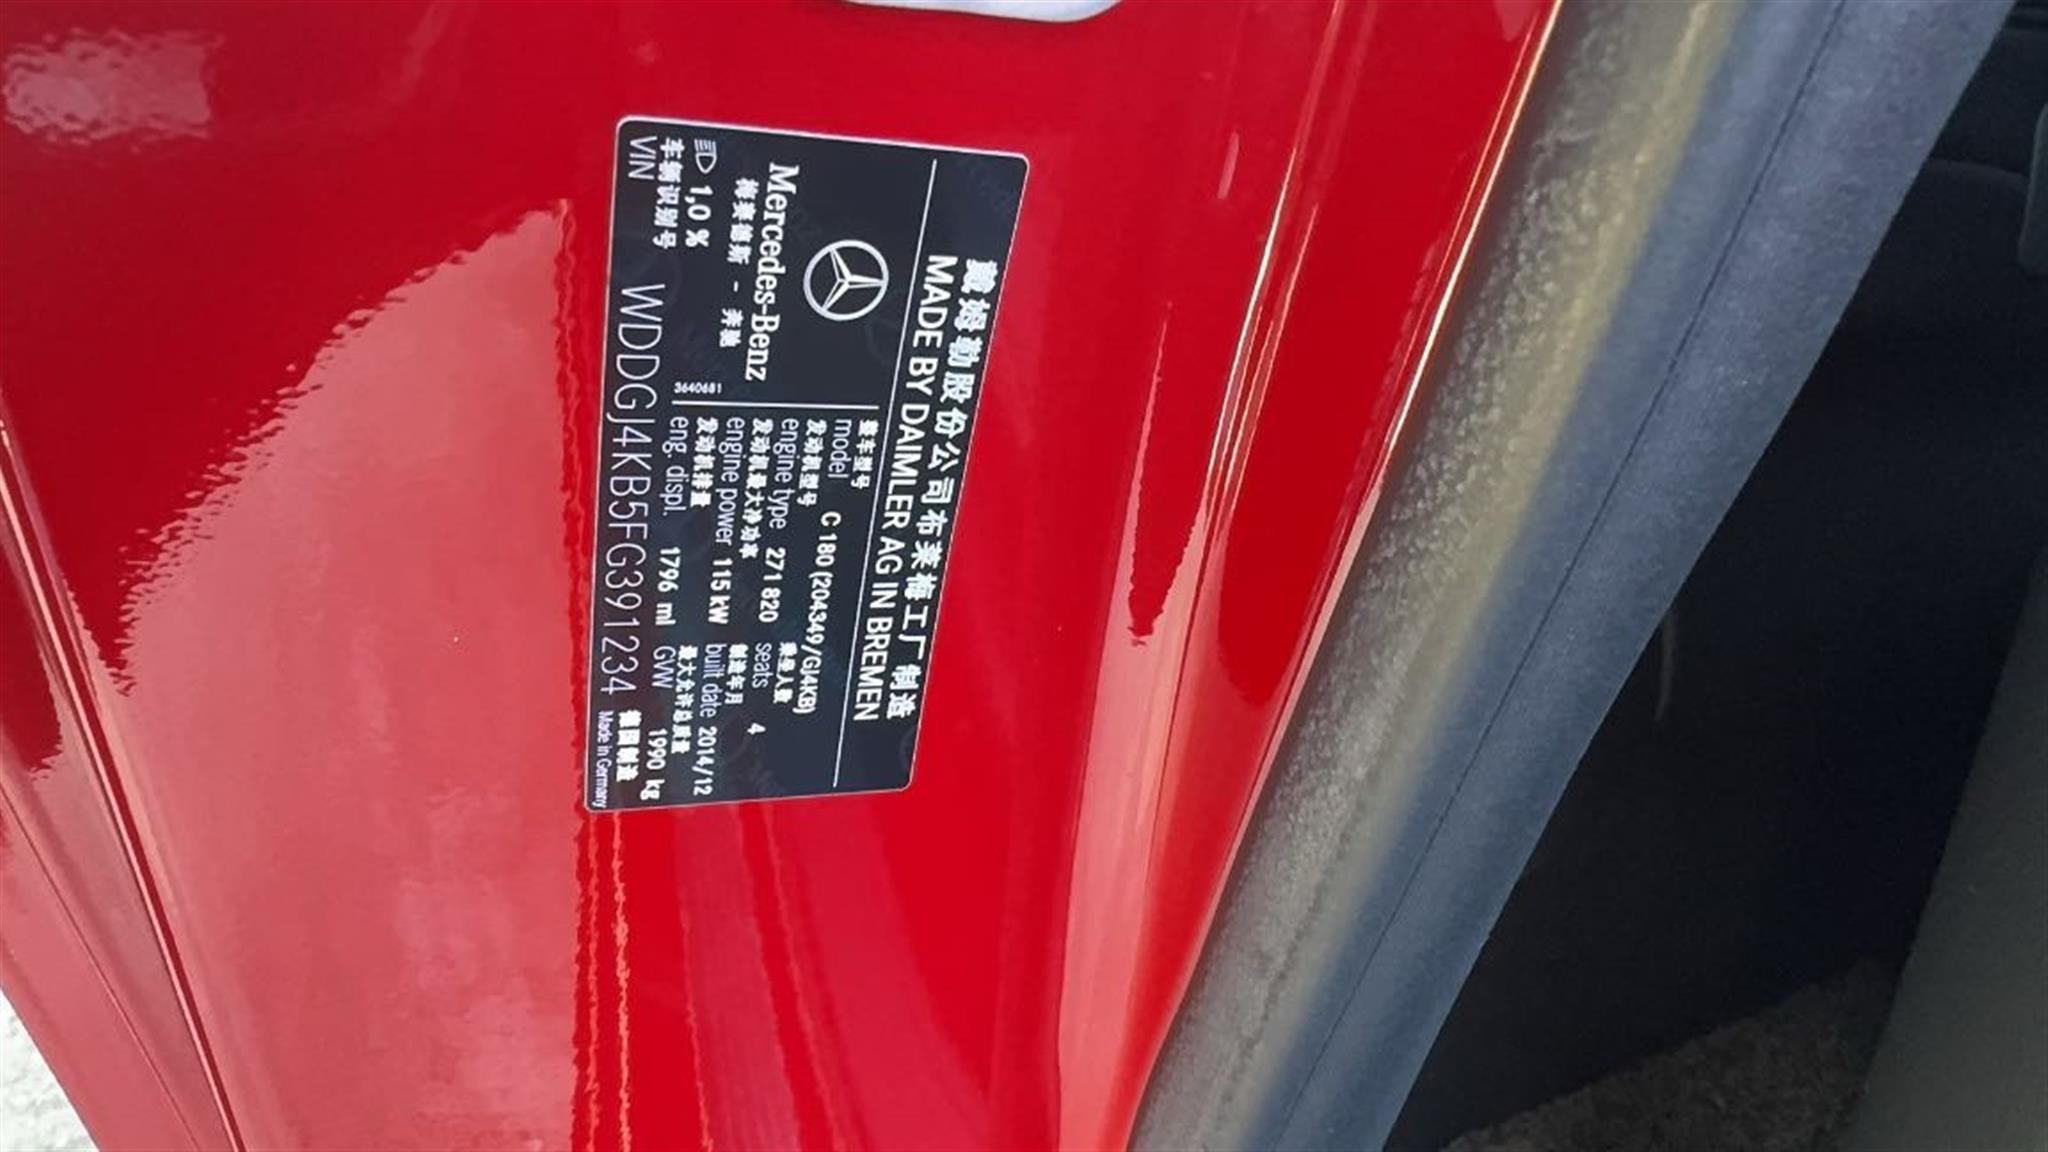 戴姆勒股份公司布莱梅工厂制造
MADE BY DAIMLER AG IN BREMEN
Mercedes-Benz
梅赛德斯 - 奔驰
1,0 %
3640681
整车型号
model C 180 (204349/GJ4KB)
发动机型号 乘坐人数
engine type 271 820 seats 4
发动机最大净功率 制造年月
engine power 115 kW built date 2014/12
发动机排量 最大允许总质量
eng. displ. 1796 ml GVW 1990 kg
车辆识别号 德国制造
VIN WDDGJ4KB5FG391234 Made in Germany